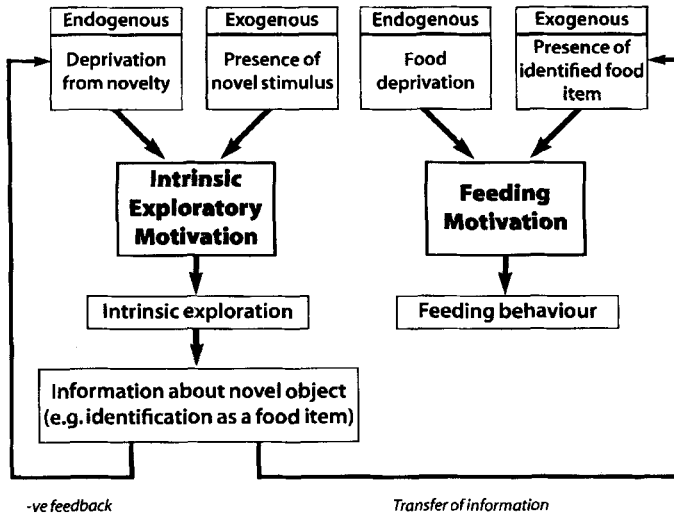 Endogenous
Deprivation
from novelty
Exogenous
Presence of
novel stimulus
Endogenous
Food
deprivation
Exogenous
Presence of
identified food
item
Intrinsic
Exploratory
Motivation
Feeding
Motivation
Intrinsic exploration
Feeding behaviour
Information about novel object
(e.g. identification as a food item)
-ve feedback
Transfer of information